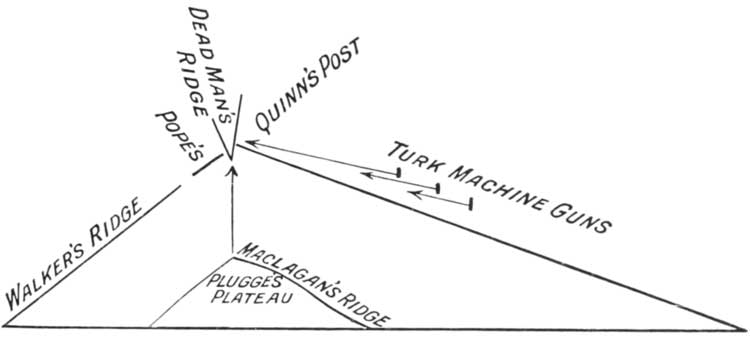 DEAD MAN'S
RIDGE
POPE'S
QUINN'S POST
TURK MACHINE GUNS
WALKER'S RIDGE
MACLAGAN'S RIDGE
PLUGGE'S
PLATEAU